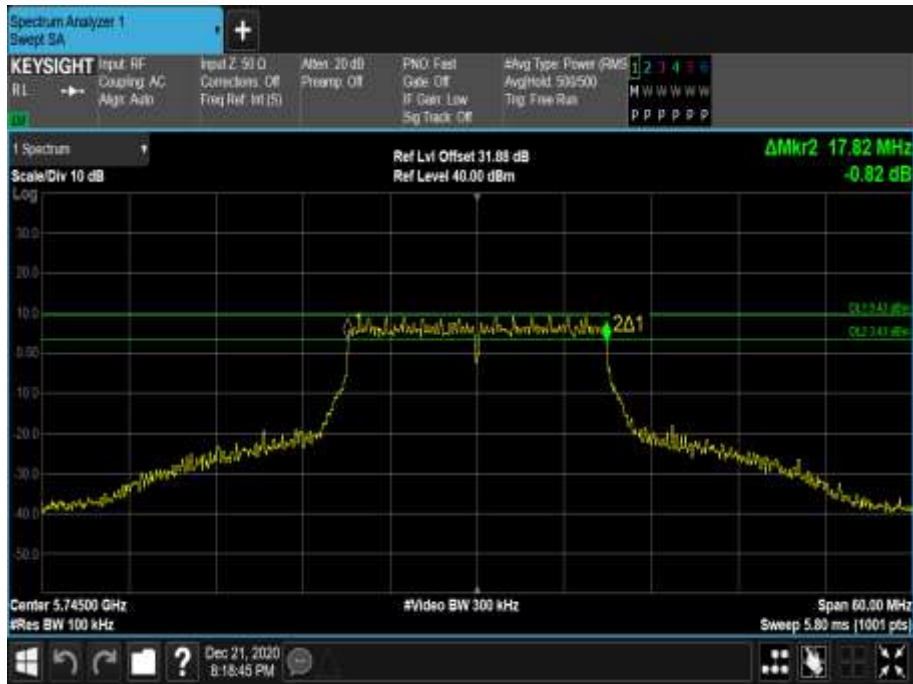 Spectrum Analyzer 1
Swept SA
+
KEYSIGHT Input: RF Input Z: 50 Ω Atten: 20 dB PNO: Fast #Avg Type: Power (RMS 1 2 3 4 5 6
RL Coupling: AC Corrections: Off Preamp: Off Gate: Off Avg|Hold: 500/500 M W W W W W
Align: Auto Freq Ref: Int (S) IF Gain: Low Trig: Free Run
Sig Track: Off P P P P P P
1 Spectrum
Ref Lvl Offset 31.88 dB ΔMkr2 17.82 MHz
Scale/Div 10 dB Ref Level 40.00 dBm -0.82 dB
Log
30.0
20.0
10.0
2Δ1
0.00
-10.0
-20.0
-30.0
-40.0
-50.0
Center 5.74500 GHz #Video BW 300 kHz Span 60.00 MHz
#Res BW 100 kHz Sweep 5.80 ms (1001 pts)
? Dec 21, 2020
8:18:45 PM